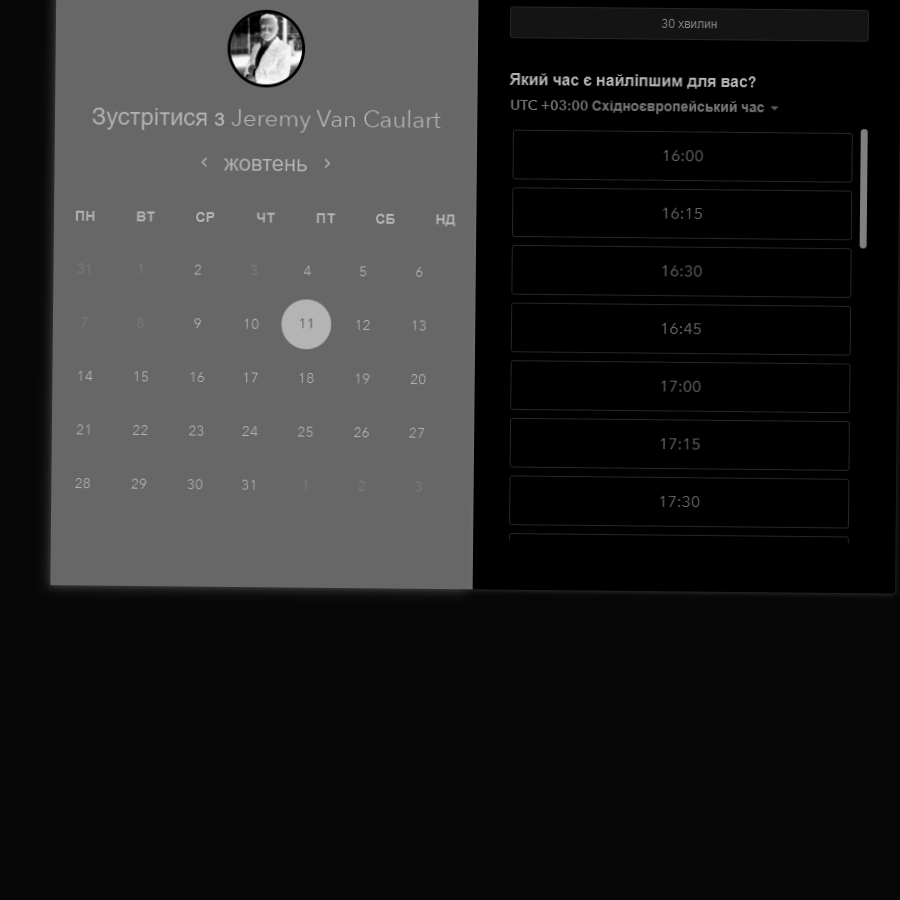 Зустрітися з Jeremy Van Caulart
жовтень
ПН ВТ СР ЧТ ПТ СБ НД
31 1 2 3 4 5 6
7 8 9 10 11 12 13
14 15 16 17 18 19 20
21 22 23 24 25 26 27
28 29 30 31 1 2 3
30 хвилин
Який час є найліпшим для вас?
UTC +03:00 Східноєвропейський час
16:00
16:15
16:30
16:45
17:00
17:15
17:30